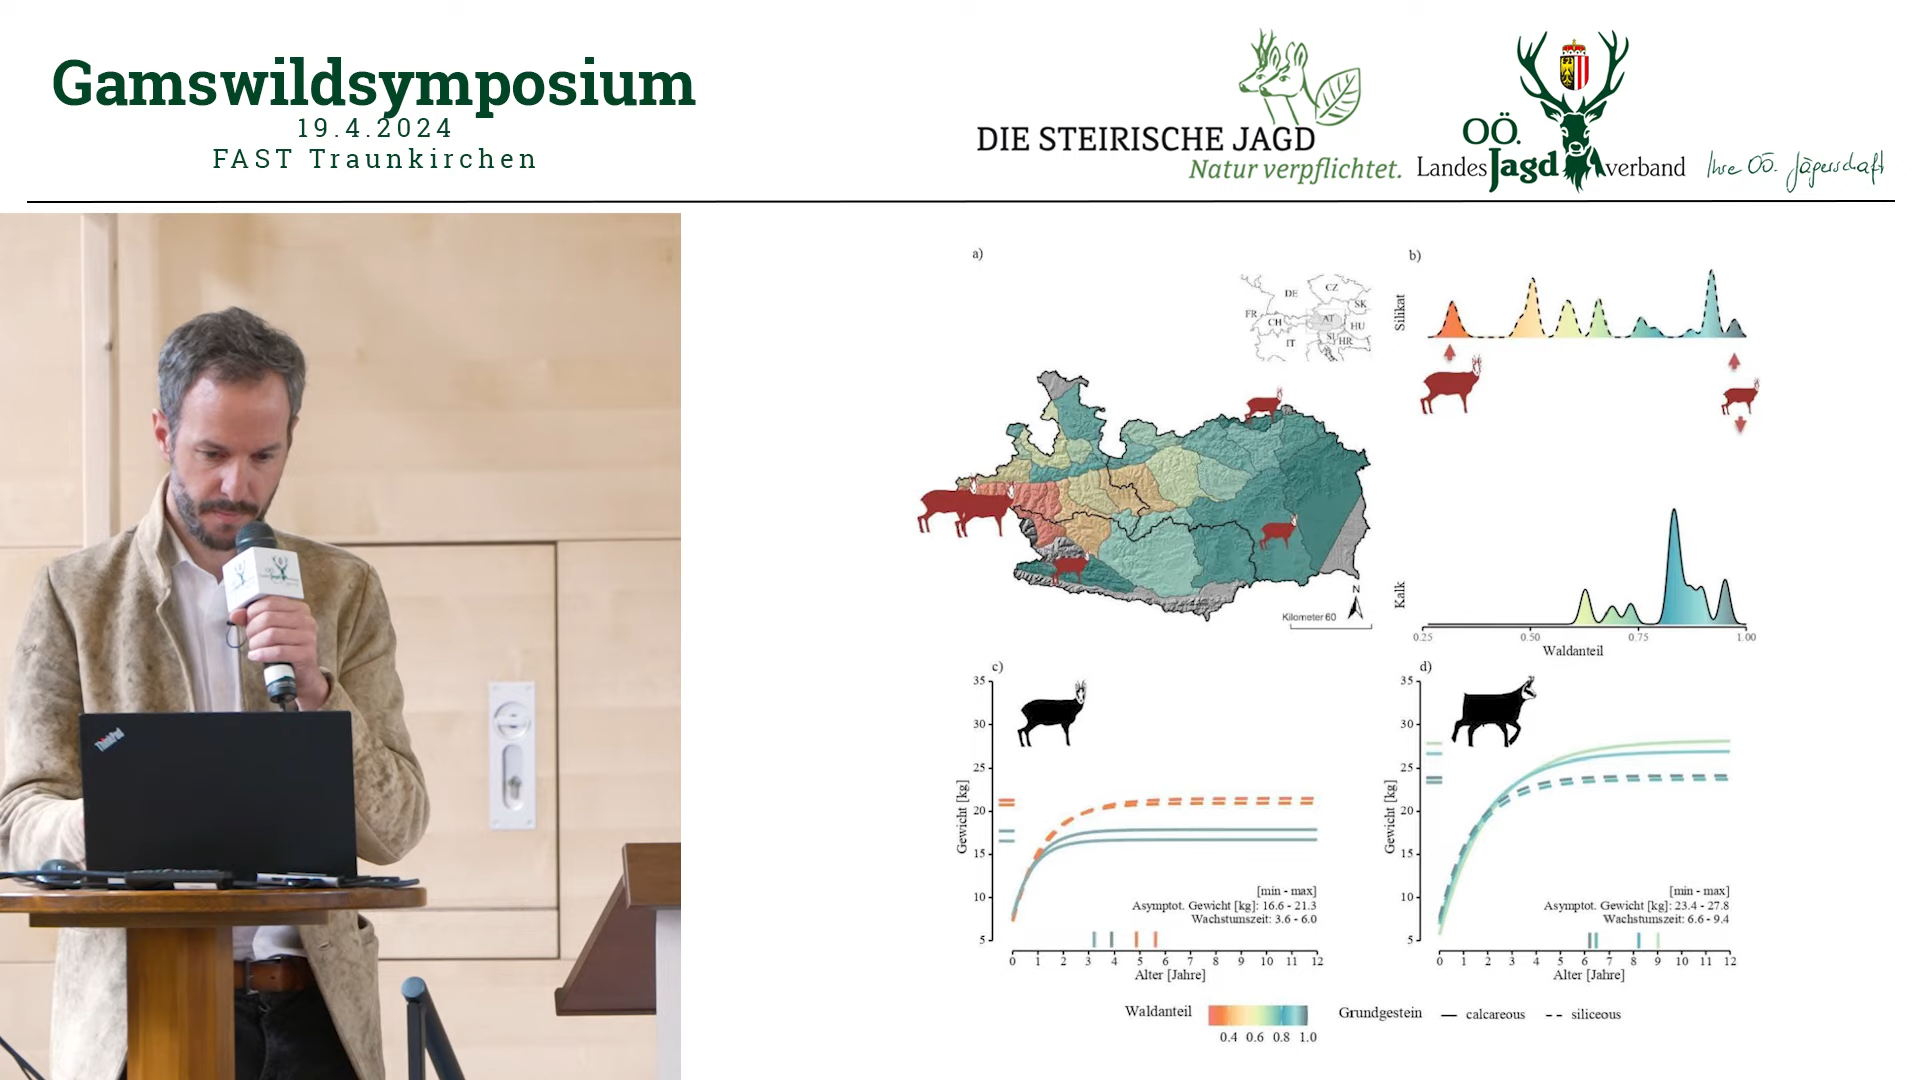 Gamswildsymposium
19.4.2024
FAST Traunkirchen
DIE STEIRISCHE JAGD
Natur verpflichtet.
OÖ.
Landes Jagd verband
Ihre OÖ. Jägerschaft
ThinkPad
a)
DE
CZ
FR
SK
CH
AT
HU
IT
SI
HR
N
Kilometer 60
b)
Silikat
Kalk
0.25 0.50 0.75 1.00
Waldanteil
c)
35
30
25
20
15
10
5
Gewicht [kg]
[min - max]
Asymptot. Gewicht [kg]: 16.6 - 21.3
Wachstumszeit: 3.6 - 6.0
0 1 2 3 4 5 6 7 8 9 10 11 12
Alter [Jahre]
d)
35
30
25
20
15
10
5
Gewicht [kg]
[min - max]
Asymptot. Gewicht [kg]: 23.4 - 27.8
Wachstumszeit: 6.6 - 9.4
0 1 2 3 4 5 6 7 8 9 10 11 12
Alter [Jahre]
Waldanteil
0.4 0.6 0.8 1.0
Grundgestein calcareous siliceous